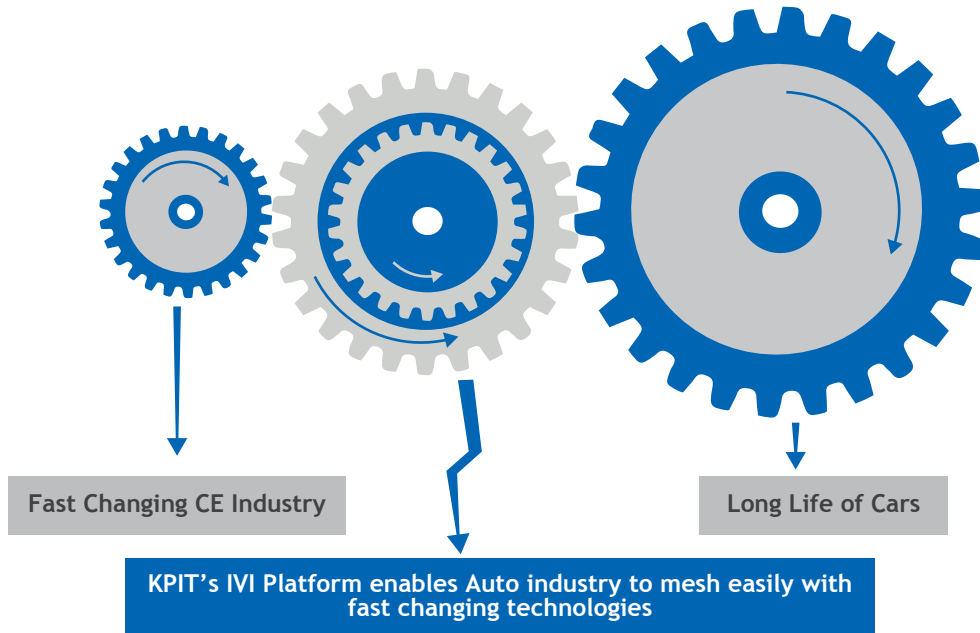 Fast Changing CE Industry
Long Life of Cars
KPIT’s IVI Platform enables Auto industry to mesh easily with
fast changing technologies